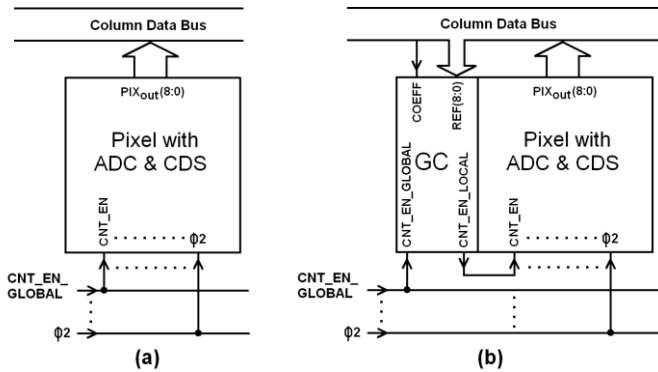 Column Data Bus
PIXout(8:0)
Pixel with
ADC & CDS
CNT_EN
ϕ2
CNT_EN_
GLOBAL
ϕ2
(a)
Column Data Bus
COEFF
REF(8:0)
PIXout(8:0)
GC
Pixel with
ADC & CDS
CNT_EN_GLOBAL
CNT_EN_LOCAL
CNT_EN
ϕ2
CNT_EN_
GLOBAL
ϕ2
(b)